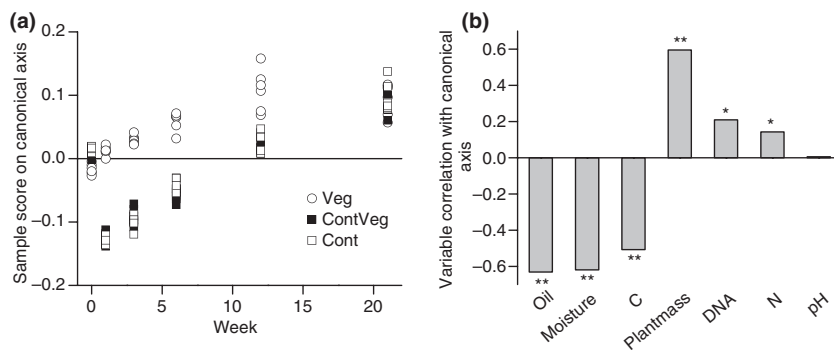 (a)
Sample score on canonical axis
0.2
0.1
0.0
−0.1
−0.2
0
5
10
15
20
Week
Veg
ContVeg
Cont
(b)
Variable correlation with canonical
axis
0.6
0.4
0.2
0.0
−0.2
−0.4
−0.6
**
**
**
**
*
*
Oil
Moisture
C
Plantmass
DNA
N
pH